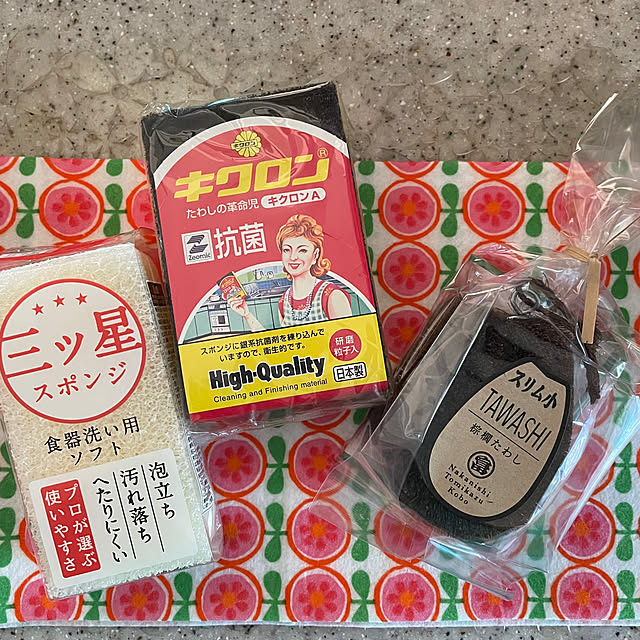 三ッ星
スポンジ
食器洗い用
ソフト
泡立ち
汚れ落ち
へたりにくい
プロが選ぶ
使いやすさ
キクロン
キクロン®
たわしの革命児 キクロンA
Zeomic
抗菌
スポンジに銀系抗菌剤を練り込んで
いますので、衛生的です。
研磨
粒子入
High-Quality
日本製
Cleaning and Finishing material
スリム小
TAWASHI
棕櫚たわし
Nakanishi
Tomikazu
Kobo